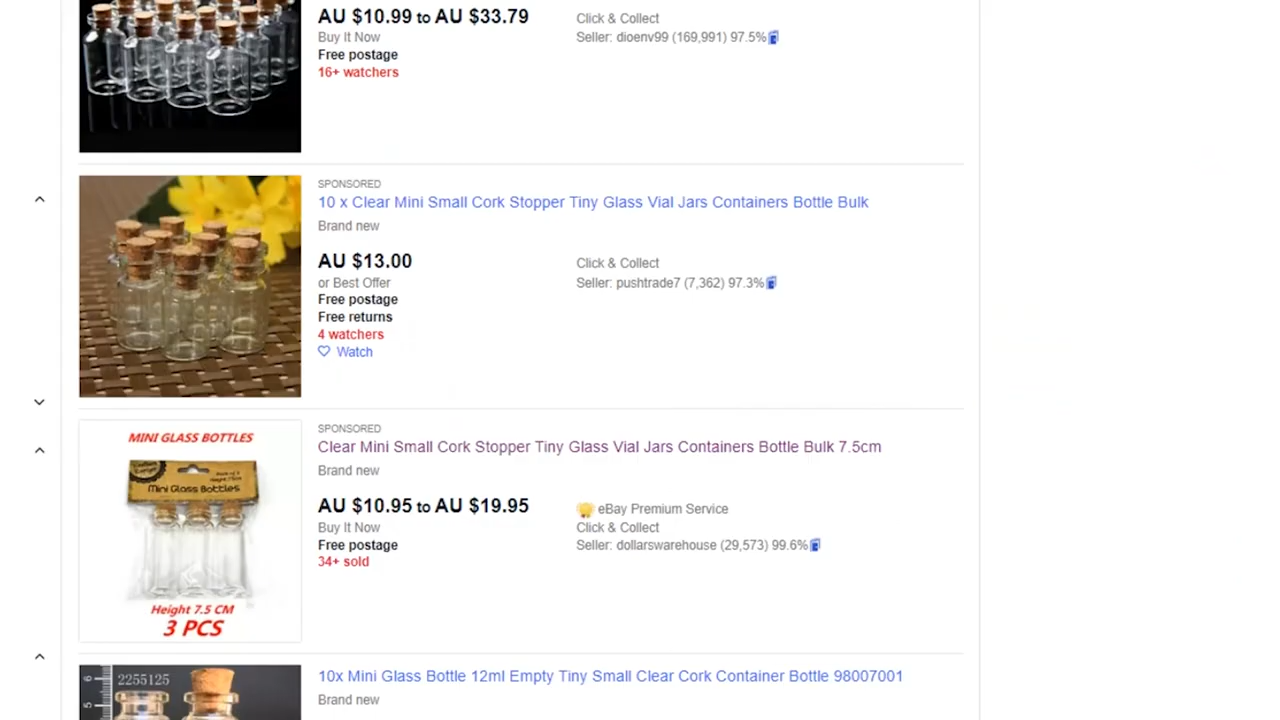 AU $10.99 to AU $33.79
Buy It Now
Free postage
16+ watchers
Click & Collect
Seller: dioenv99 (169,991) 97.5%
SPONSORED
10 x Clear Mini Small Cork Stopper Tiny Glass Vial Jars Containers Bottle Bulk
Brand new
AU $13.00
or Best Offer
Free postage
Free returns
4 watchers
Watch
Click & Collect
Seller: pushtrade7 (7,362) 97.3%
MINI GLASS BOTTLES
Mini Glass Bottles
Height 7.5 CM
3 PCS
SPONSORED
Clear Mini Small Cork Stopper Tiny Glass Vial Jars Containers Bottle Bulk 7.5cm
Brand new
AU $10.95 to AU $19.95
Buy It Now
Free postage
34+ sold
eBay Premium Service
Click & Collect
Seller: dollarswarehouse (29,573) 99.6%
6
5
2255125
10x Mini Glass Bottle 12ml Empty Tiny Small Clear Cork Container Bottle 98007001
Brand new